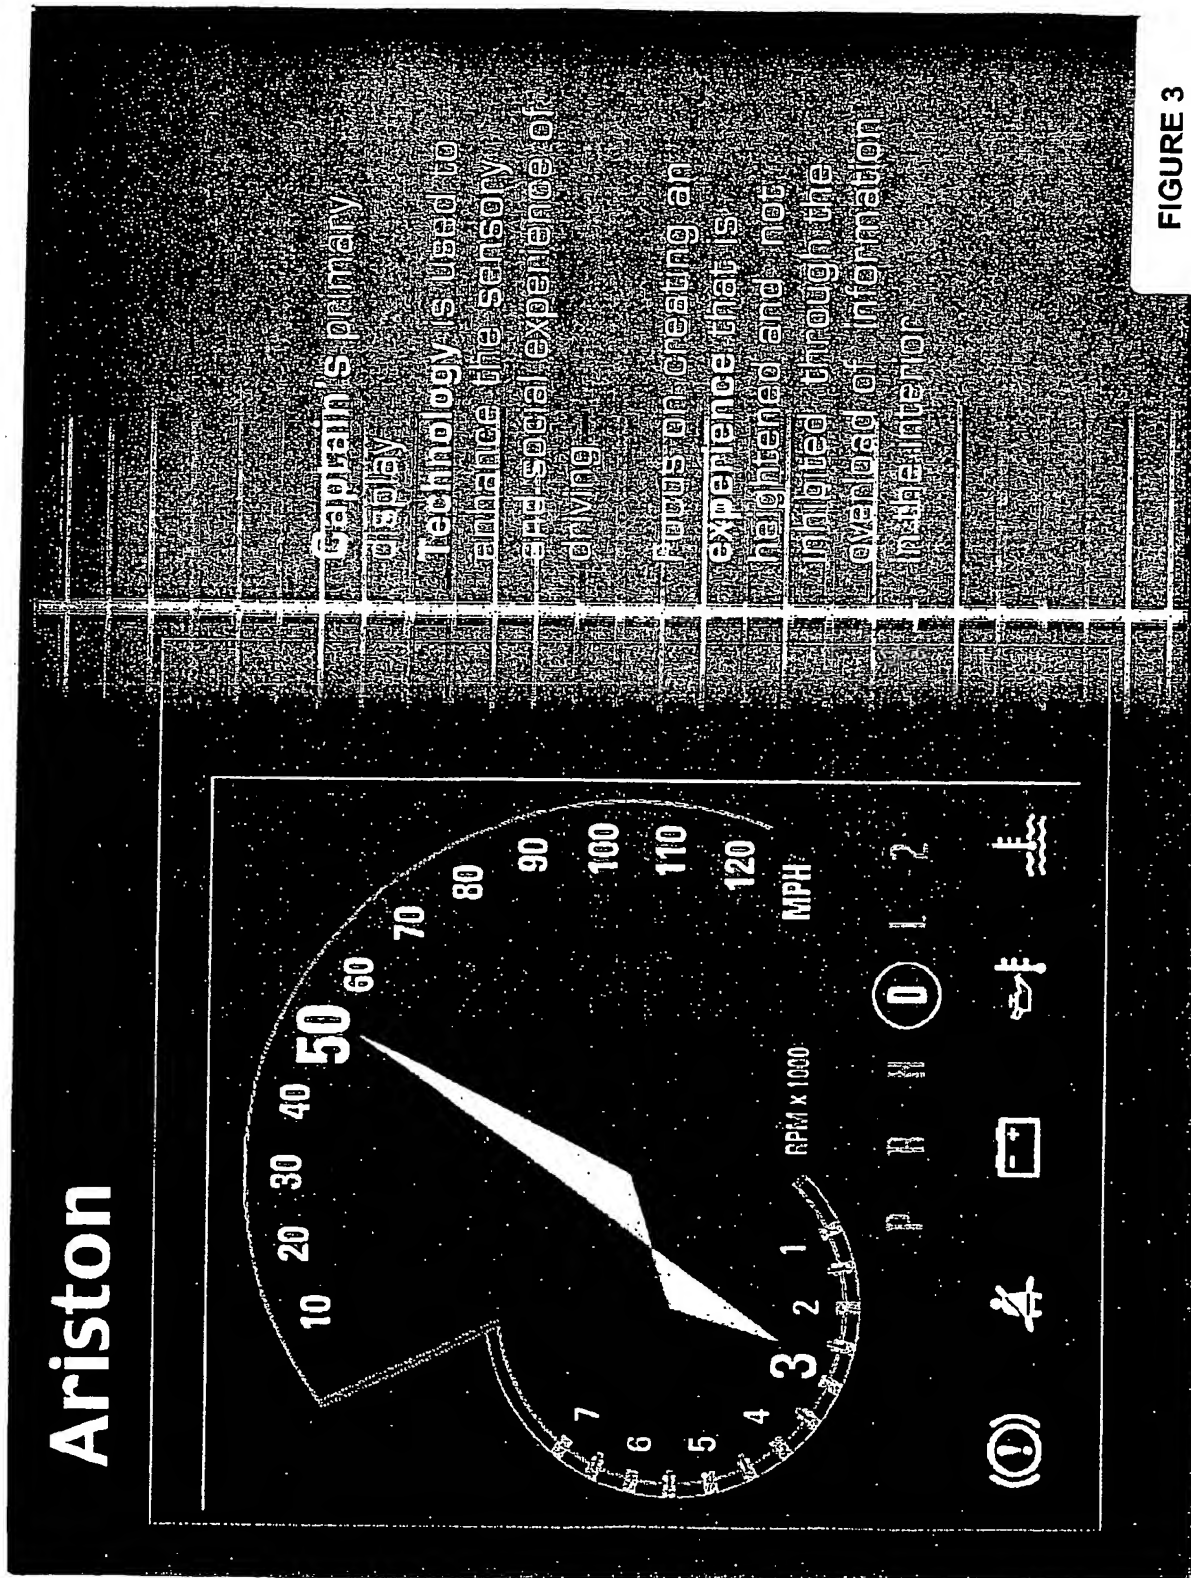 Ariston
10
20
30
40
50
60
70
80
90
100
110
120
MPH
7
6
5
4
3
2
1
RPM x 1000
P R N D 1 2
Captain's primary
display
Technology is used to
enhance the sensory
and social experience of
driving
Focus on creating an
experience that is
heightened and not
inhibited through the
overload of information
in the interior
FIGURE 3